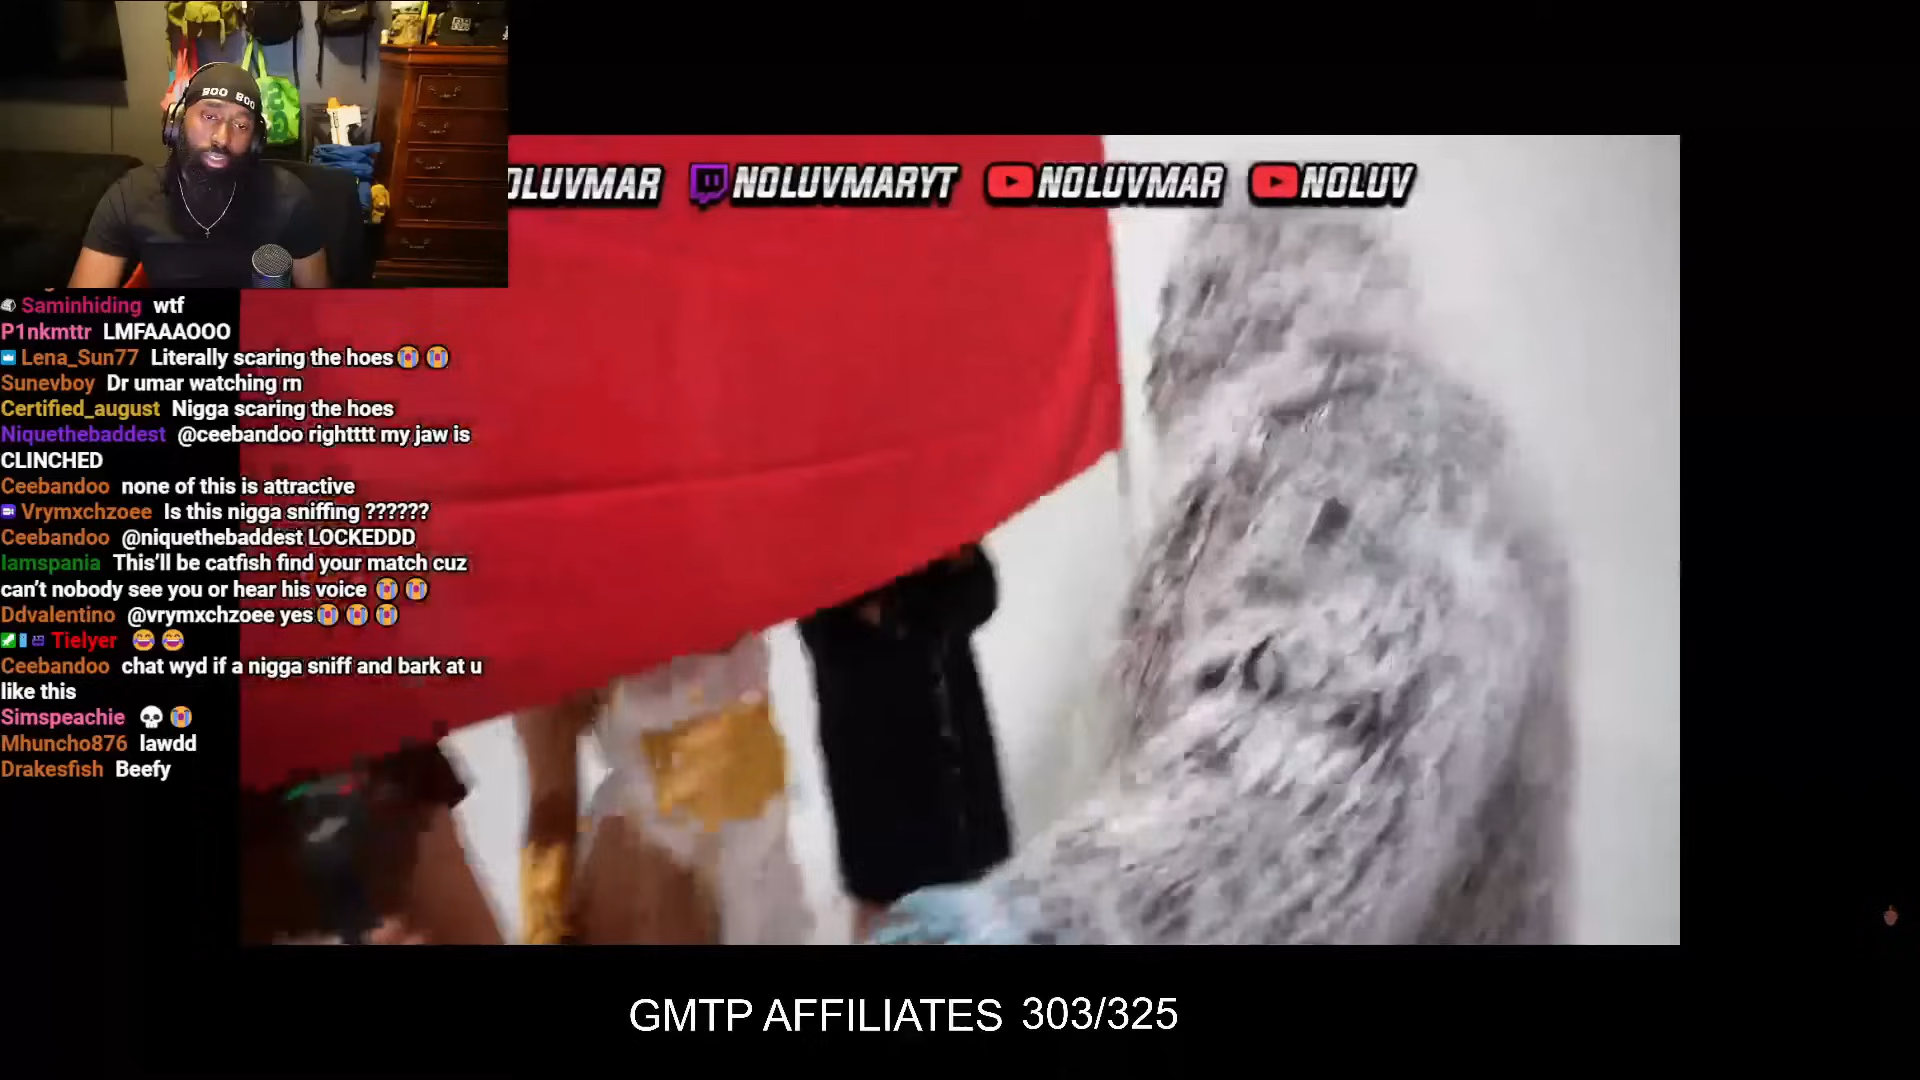 BOO BOO
OLUVMAR NOLUVMARYT NOLUVMAR NOLUV
Saminhiding wtf
P1nkmttr LMFAAAOOO
Lena_Sun77 Literally scaring the hoes😭😭
Sunevboy Dr umar watching rn
Certified_august Nigga scaring the hoes
Niquethebaddest @ceebandoo rightttt my jaw is
CLINCHED
Ceebandoo none of this is attractive
Vrymxchzoee Is this nigga sniffing ??????
Ceebandoo @niquethebaddest LOCKEDDD
Iamspania This’ll be catfish find your match cuz
can’t nobody see you or hear his voice 😭😭
Ddvalentino @vrymxchzoee yes😭😭😭
Tielyer 😂😂
Ceebandoo chat wyd if a nigga sniff and bark at u
like this
Simspeachie 💀😭
Mhuncho876 lawdd
Drakesfish Beefy
GMTP AFFILIATES 303/325